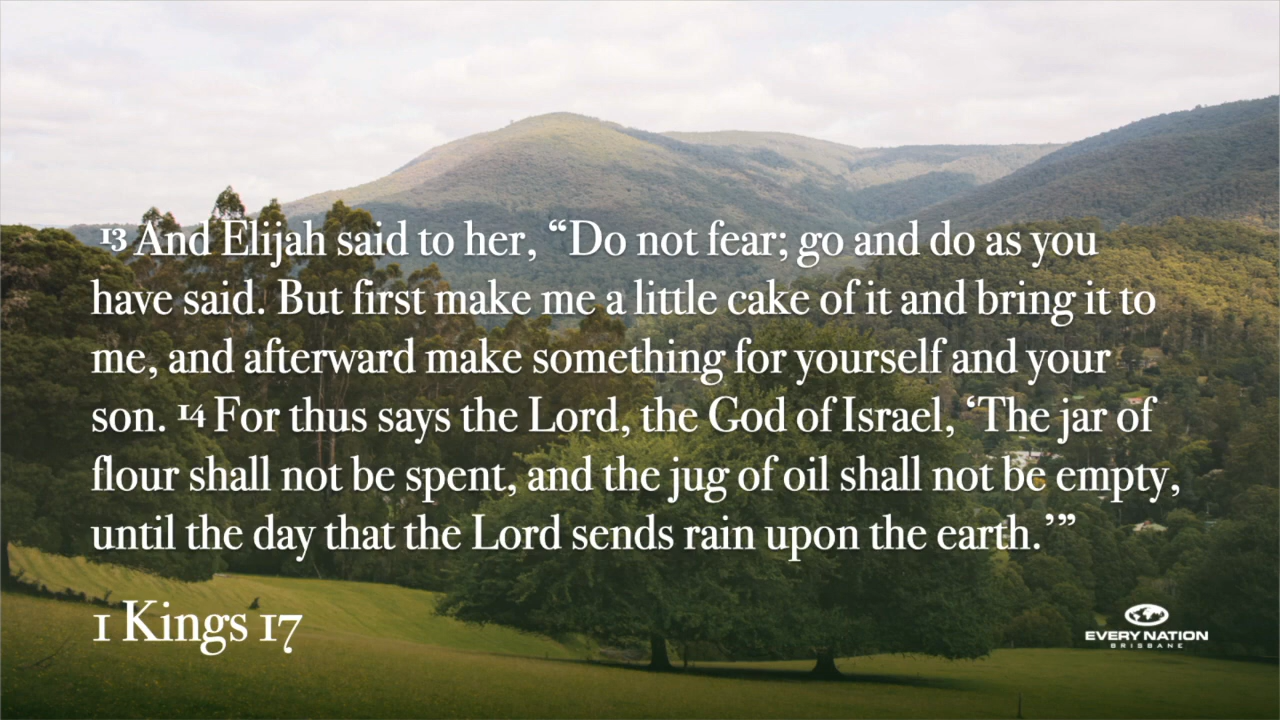 13 And Elijah said to her, “Do not fear; go and do as you
have said. But first make me a little cake of it and bring it to
me, and afterward make something for yourself and your
son. 14 For thus says the Lord, the God of Israel, ‘The jar of
flour shall not be spent, and the jug of oil shall not be empty,
until the day that the Lord sends rain upon the earth.’”
1 Kings 17
EVERY NATION
BRISBANE